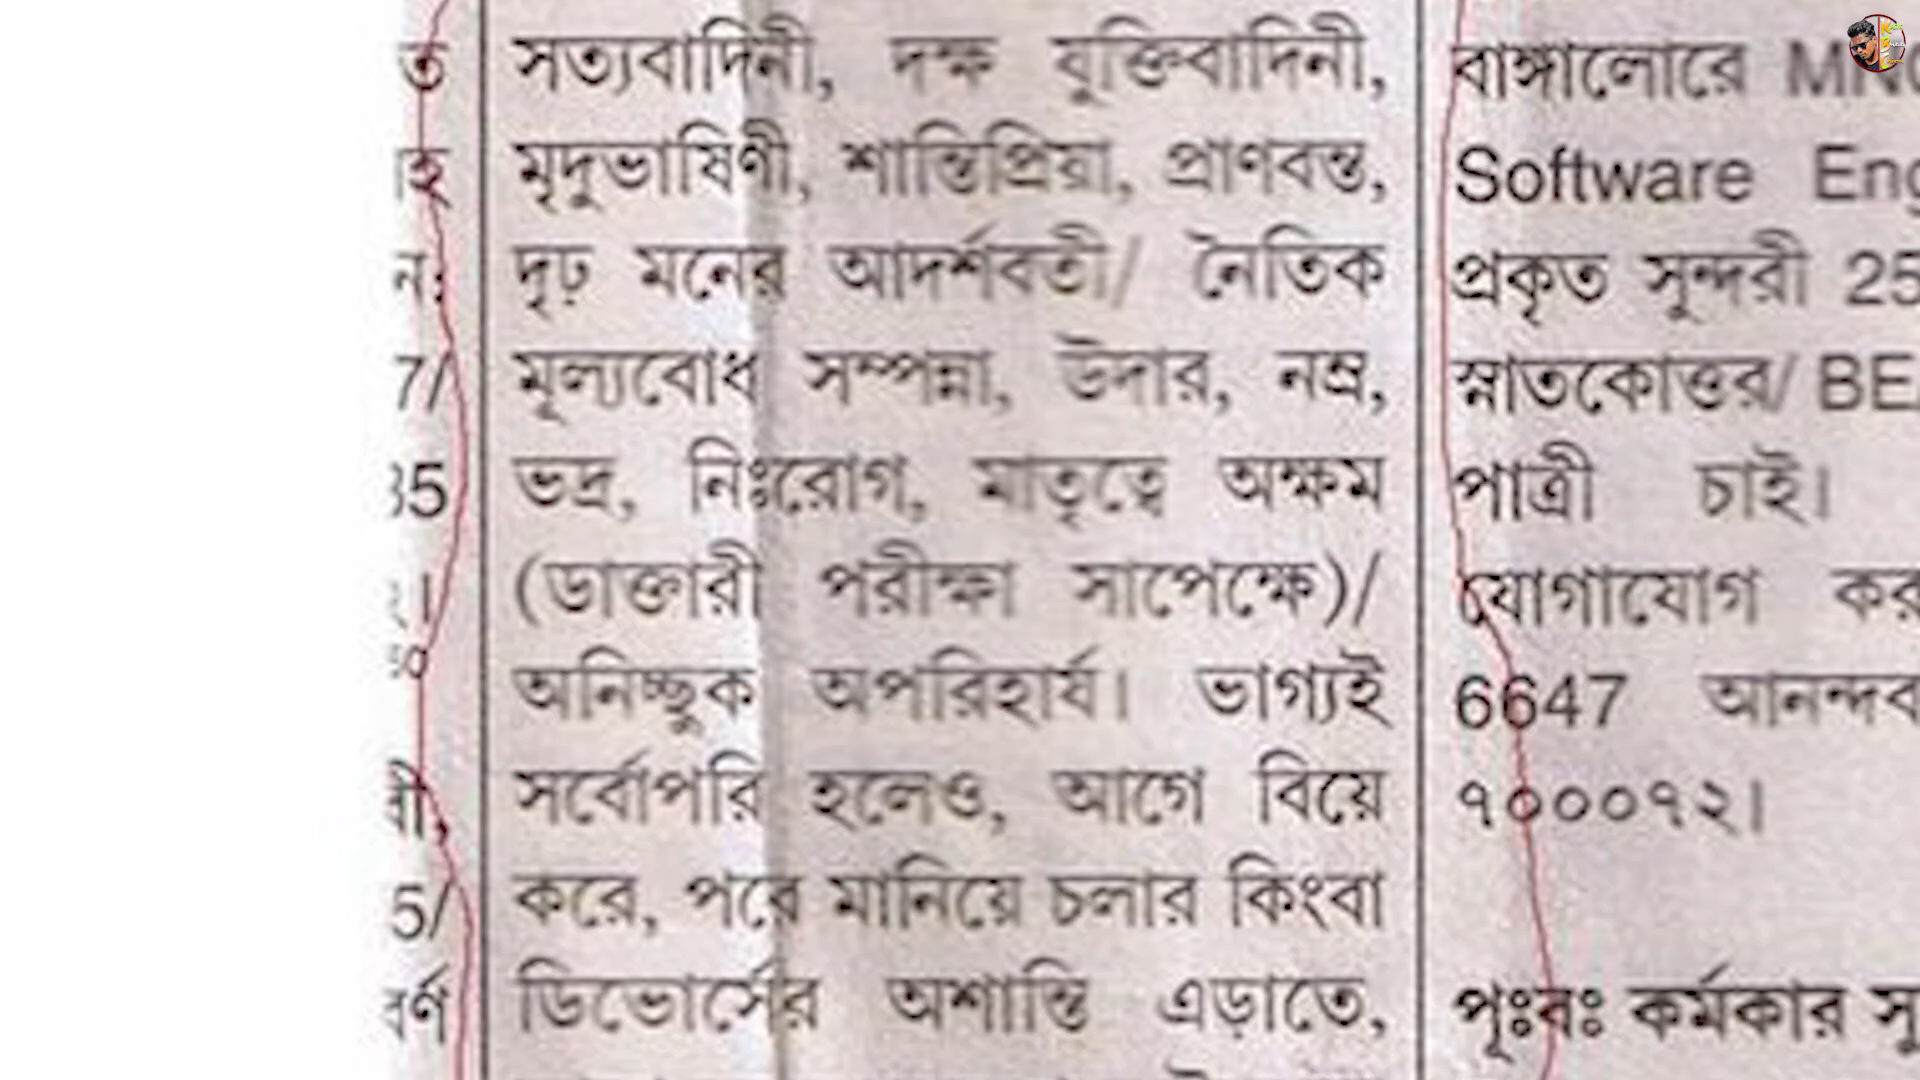 সত্যবাদিনী, দক্ষ যুক্তিবাদিনী,
মৃদুভাষিণী, শান্তিপ্রিয়া, প্রাণবন্ত,
দৃঢ় মনের আদর্শবতী/ নৈতিক
মূল্যবোধ সম্পন্না, উদার, নম্র,
ভদ্র, নিঃরোগ, মাতৃত্বে অক্ষম
(ডাক্তারী পরীক্ষা সাপেক্ষে)/
অনিচ্ছুক অপরিহার্য। ভাগ্যই
সর্বোপরি হলেও, আগে বিয়ে
করে, পরে মানিয়ে চলার কিংবা
ডিভোর্সের অশান্তি এড়াতে,
বাঙ্গালোরে
Software
প্রকৃত সুন্দরী 25
স্নাতকোত্তর/ BE
পাত্রী চাই।
যোগাযোগ
6647
৭০০০৭২।
পূঃবঃ কর্মকার